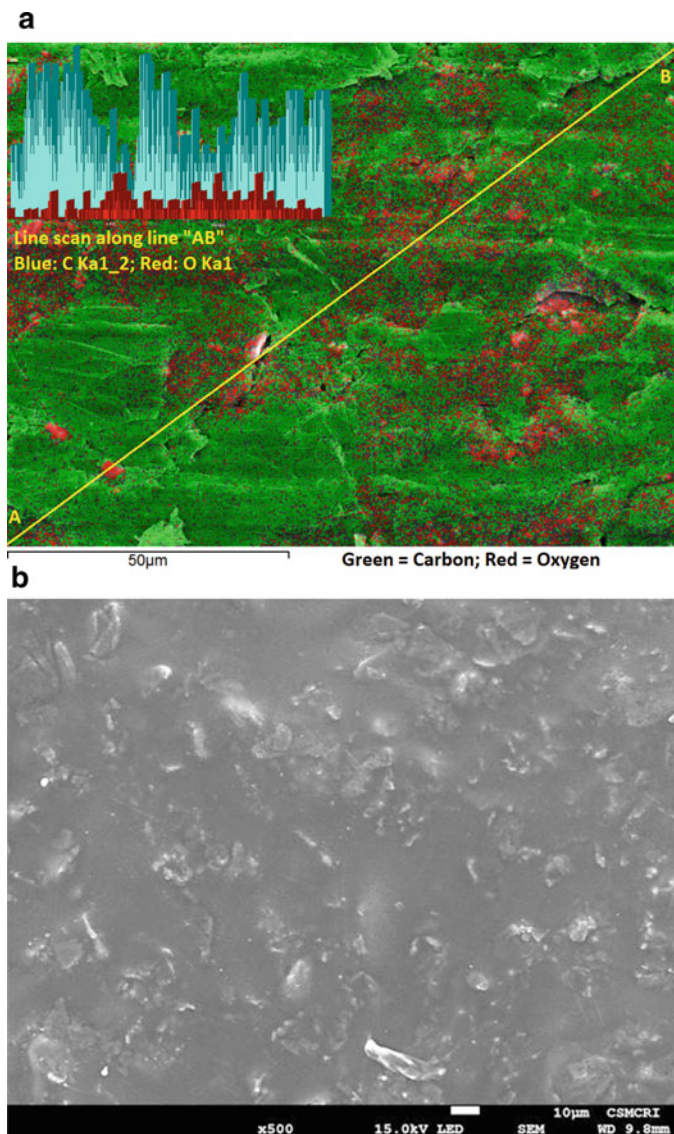 a
B
Line scan along line "AB"
Blue: C Ka1_2; Red: O Ka1
A
50µm
Green = Carbon; Red = Oxygen
b
10µm CSMCRI
x500 15.0kV LED SEM WD 9.8mm